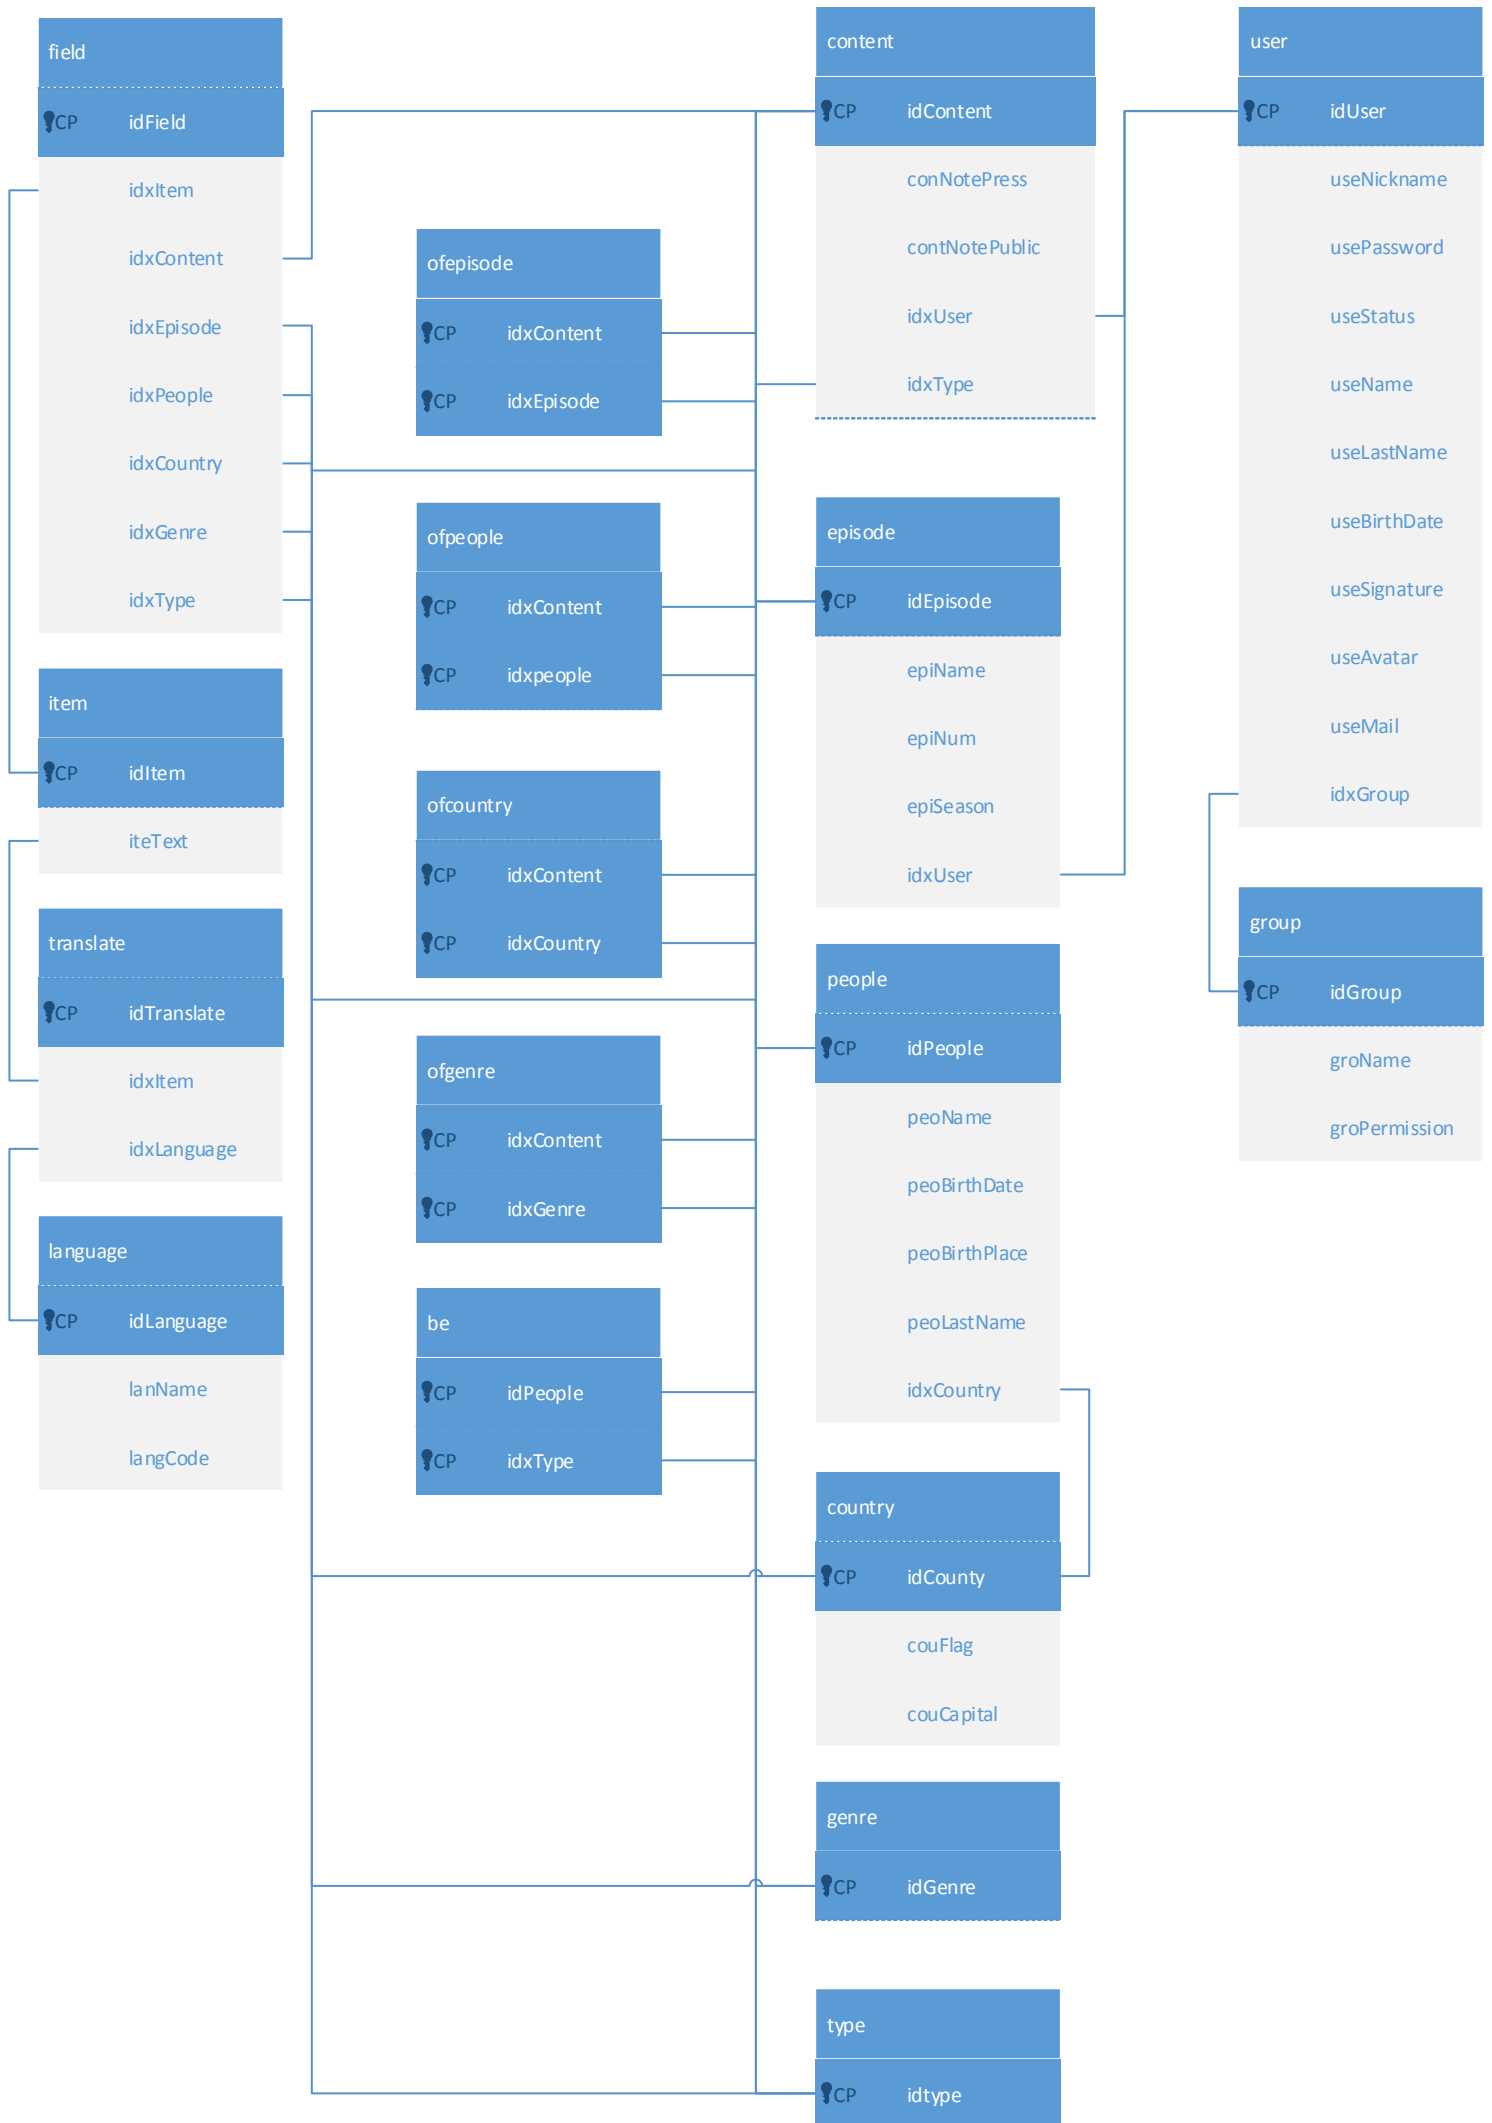 field
CP idField
idxItem
idxContent
idxEpisode
idxPeople
idxCountry
idxGenre
idxType
item
CP idItem
iteText
translate
CP idTranslate
idxItem
idxLanguage
language
CP idLanguage
lanName
langCode
ofepisode
CP idxContent
CP idxEpisode
ofpeople
CP idxContent
CP idxpeople
ofcountry
CP idxContent
CP idxCountry
ofgenre
CP idxContent
CP idxGenre
be
CP idPeople
CP idxType
content
CP idContent
conNotePress
contNotePublic
idxUser
idxType
episode
CP idEpisode
epiName
epiNum
epiSeason
idxUser
people
CP idPeople
peoName
peoBirthDate
peoBirthPlace
peoLastName
idxCountry
country
CP idCounty
couFlag
couCapital
genre
CP idGenre
type
CP idtype
user
CP idUser
useNickname
usePassword
useStatus
useName
useLastName
useBirthDate
useSignature
useAvatar
useMail
idxGroup
group
CP idGroup
groName
groPermission